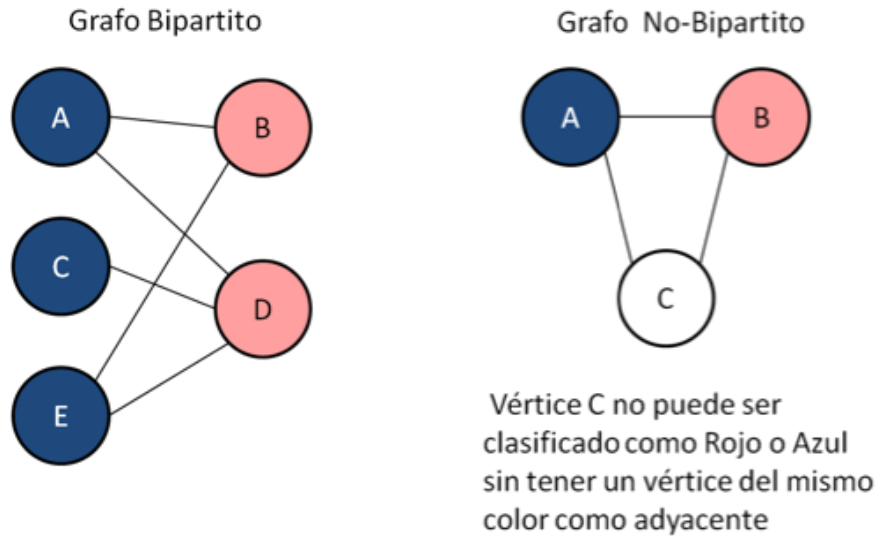 Grafo Bipartito
A
B
C
D
E
Grafo No-Bipartito
A
B
C
Vértice C no puede ser
clasificado como Rojo o Azul
sin tener un vértice del mismo
color como adyacente